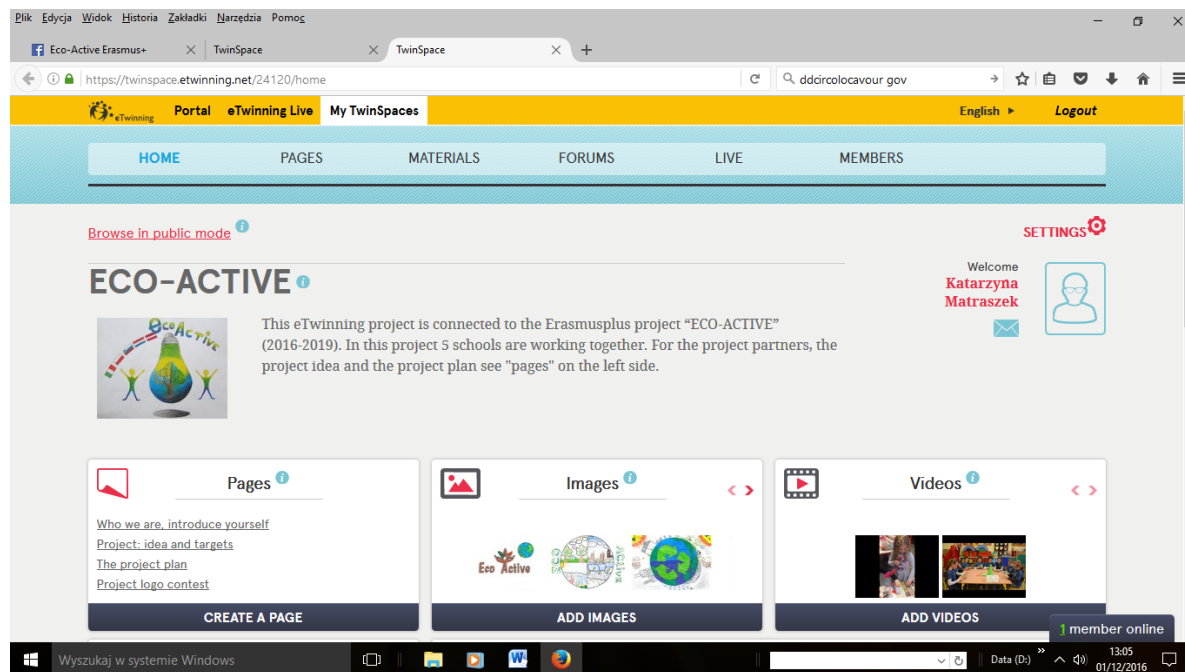 Plik Edycja Widok Historia Zakładki Narzędzia Pomoc
Eco-Active Erasmus+ TwinSpace TwinSpace
https://twinspace.etwinning.net/24120/home ddcircolocavour gov
eTwinning Portal eTwinning Live My TwinSpaces English Logout
HOME PAGES MATERIALS FORUMS LIVE MEMBERS
Browse in public mode
SETTINGS
ECO-ACTIVE
Welcome
Katarzyna
Matraszek
EcoActive
This eTwinning project is connected to the Erasmusplus project “ECO-ACTIVE”
(2016-2019). In this project 5 schools are working together. For the project partners, the
project idea and the project plan see "pages" on the left side.
Pages Images Videos
Who we are, introduce yourself
Project: idea and targets
The project plan
Project logo contest
Eco Active
ECO
ACTIVE
CREATE A PAGE ADD IMAGES ADD VIDEOS
1 member online
Wyszukaj w systemie Windows
Data (D:)
13:05
01/12/2016